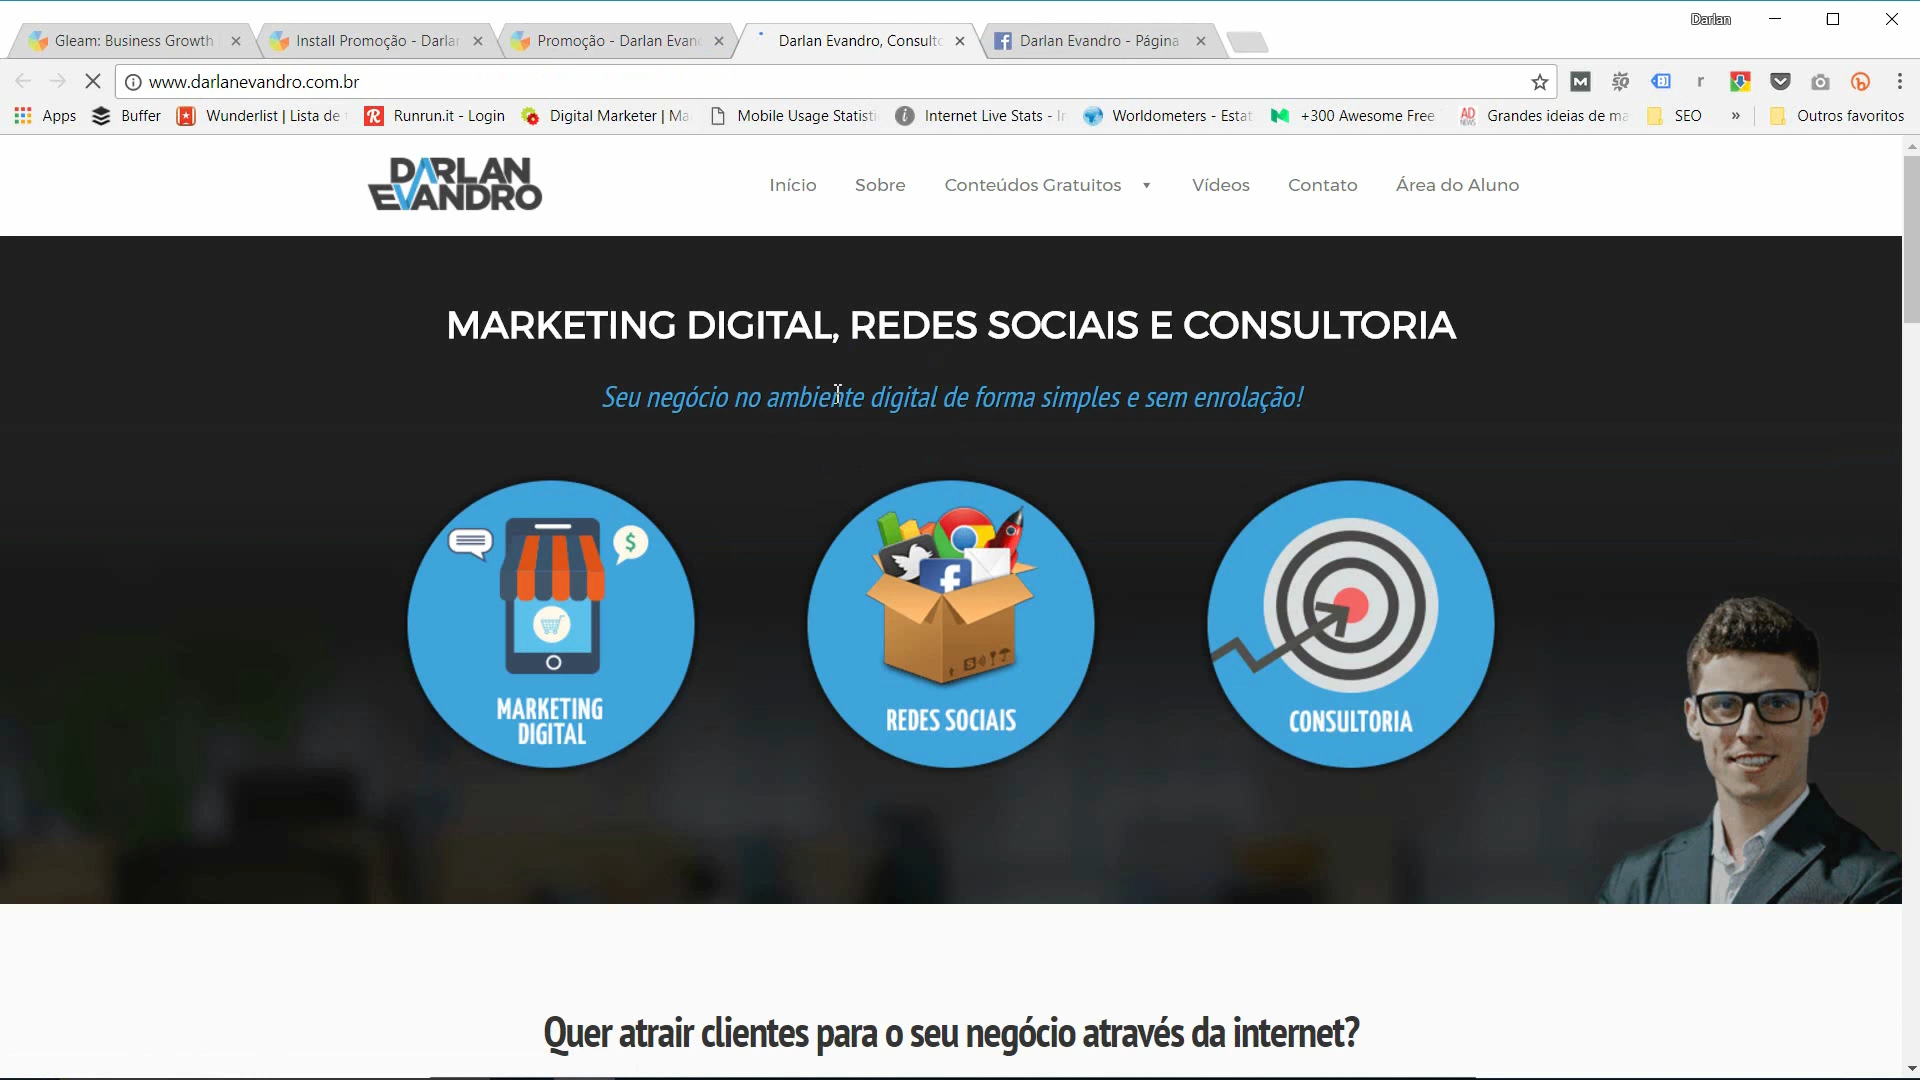 Darlan
Gleam: Business Growth
Install Promoção - Darlar
Promoção - Darlan Evan
Darlan Evandro, Consulto
Darlan Evandro - Página
www.darlanevandro.com.br
Apps
Buffer
Wunderlist | Lista de
Runrun.it - Login
Digital Marketer | Ma
Mobile Usage Statisti
Internet Live Stats - In
Worldometers - Estat
+300 Awesome Free
Grandes ideias de ma
SEO
»
Outros favoritos
DARLAN
EVANDRO
Início
Sobre
Conteúdos Gratuitos
Vídeos
Contato
Área do Aluno
MARKETING DIGITAL, REDES SOCIAIS E CONSULTORIA
Seu negócio no ambiente digital de forma simples e sem enrolação!
MARKETING
DIGITAL
REDES SOCIAIS
CONSULTORIA
Quer atrair clientes para o seu negócio através da internet?